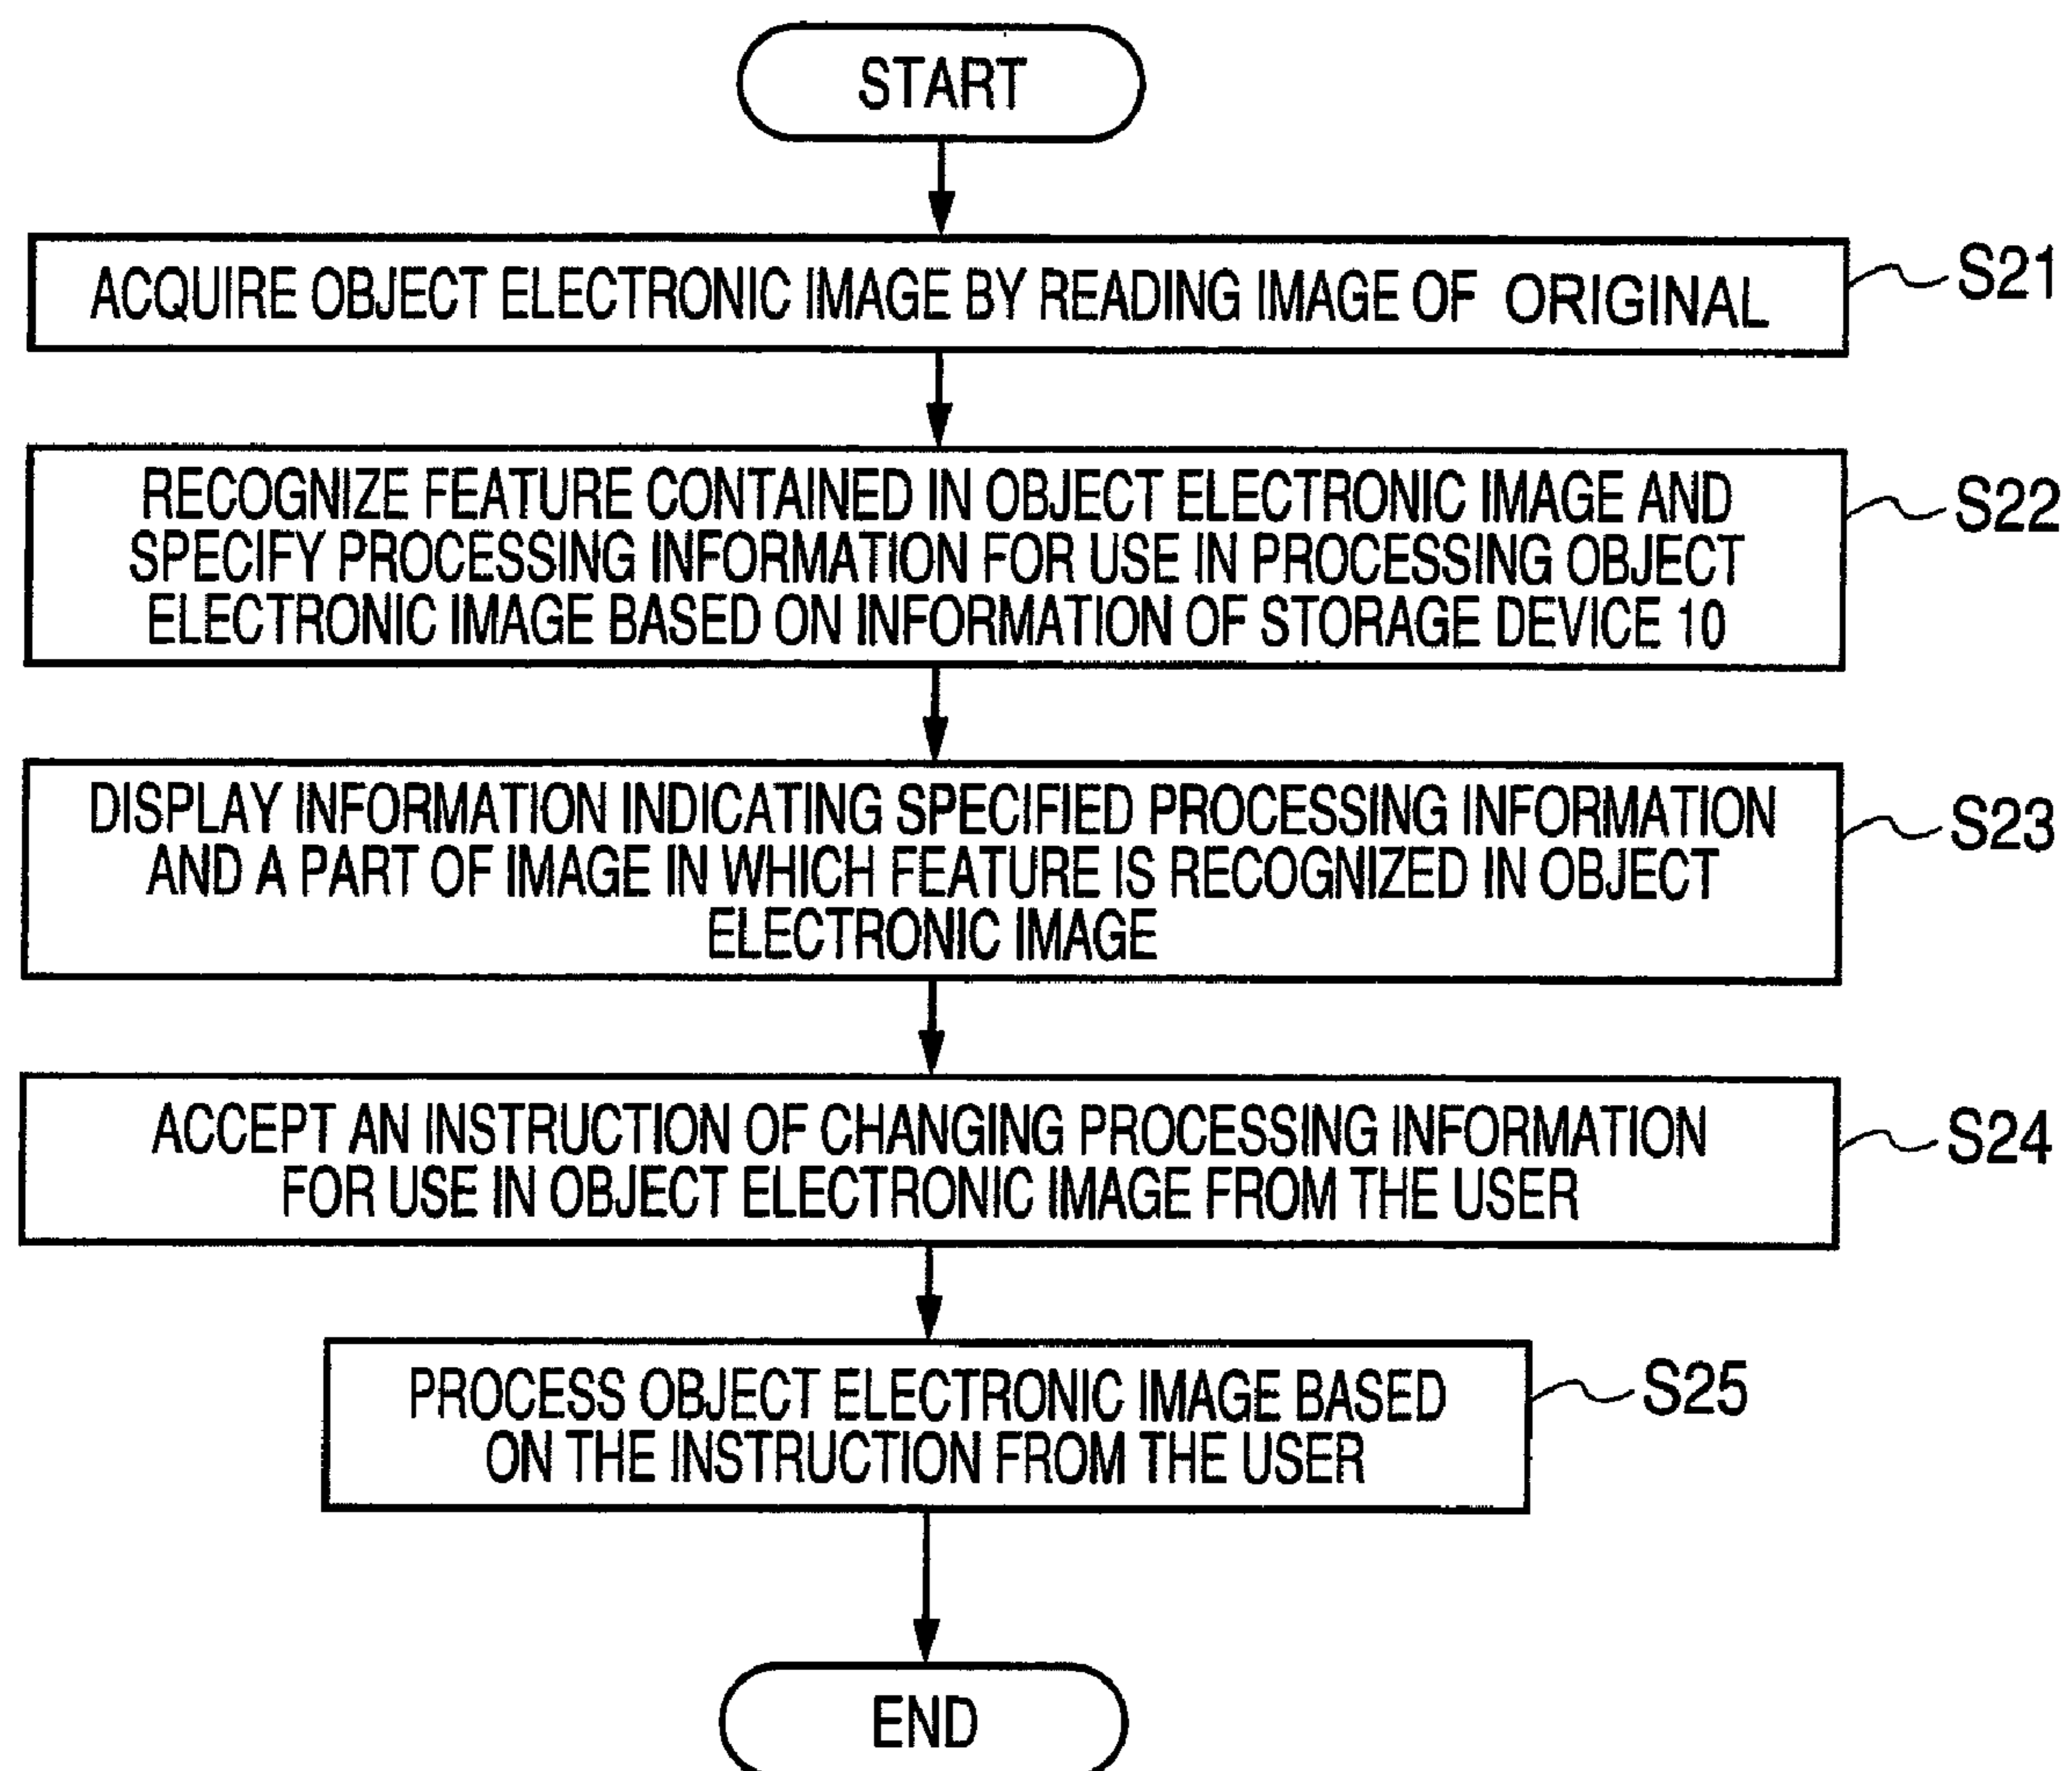 START
ACQUIRE OBJECT ELECTRONIC IMAGE BY READING IMAGE OF ORIGINAL
S21
RECOGNIZE FEATURE CONTAINED IN OBJECT ELECTRONIC IMAGE AND
SPECIFY PROCESSING INFORMATION FOR USE IN PROCESSING OBJECT
ELECTRONIC IMAGE BASED ON INFORMATION OF STORAGE DEVICE 10
S22
DISPLAY INFORMATION INDICATING SPECIFIED PROCESSING INFORMATION
AND A PART OF IMAGE IN WHICH FEATURE IS RECOGNIZED IN OBJECT
ELECTRONIC IMAGE
S23
ACCEPT AN INSTRUCTION OF CHANGING PROCESSING INFORMATION
FOR USE IN OBJECT ELECTRONIC IMAGE FROM THE USER
S24
PROCESS OBJECT ELECTRONIC IMAGE BASED
ON THE INSTRUCTION FROM THE USER
S25
END